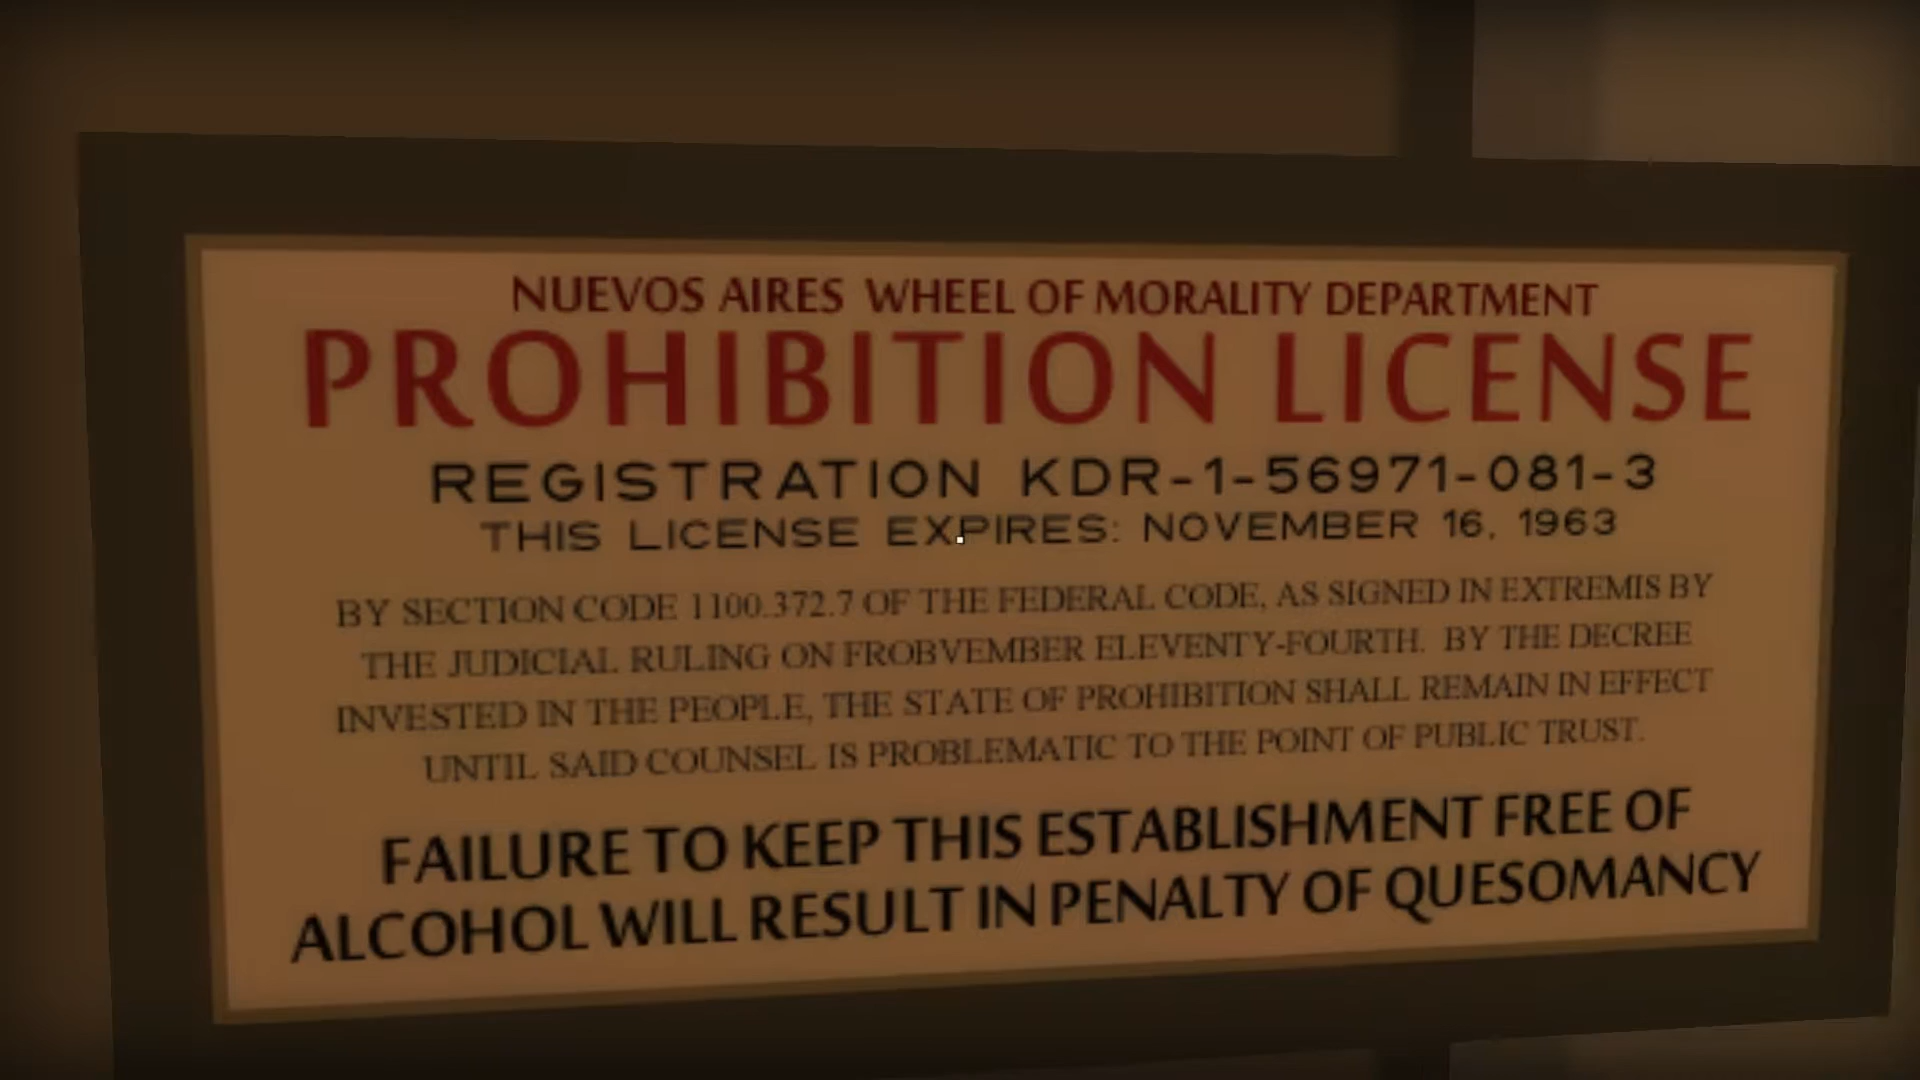 NUEVOS AIRES WHEEL OF MORALITY DEPARTMENT
PROHIBITION LICENSE
REGISTRATION KDR-1-56971-081-3
THIS LICENSE EXPIRES: NOVEMBER 16, 1963
BY SECTION CODE 1100.372.7 OF THE FEDERAL CODE, AS SIGNED IN EXTREMIS BY
THE JUDICIAL RULING ON FROBVEMBER ELEVENTY-FOURTH. BY THE DECREE
INVESTED IN THE PEOPLE, THE STATE OF PROHIBITION SHALL REMAIN IN EFFECT
UNTIL SAID COUNSEL IS PROBLEMATIC TO THE POINT OF PUBLIC TRUST.
FAILURE TO KEEP THIS ESTABLISHMENT FREE OF
ALCOHOL WILL RESULT IN PENALTY OF QUESOMANCY